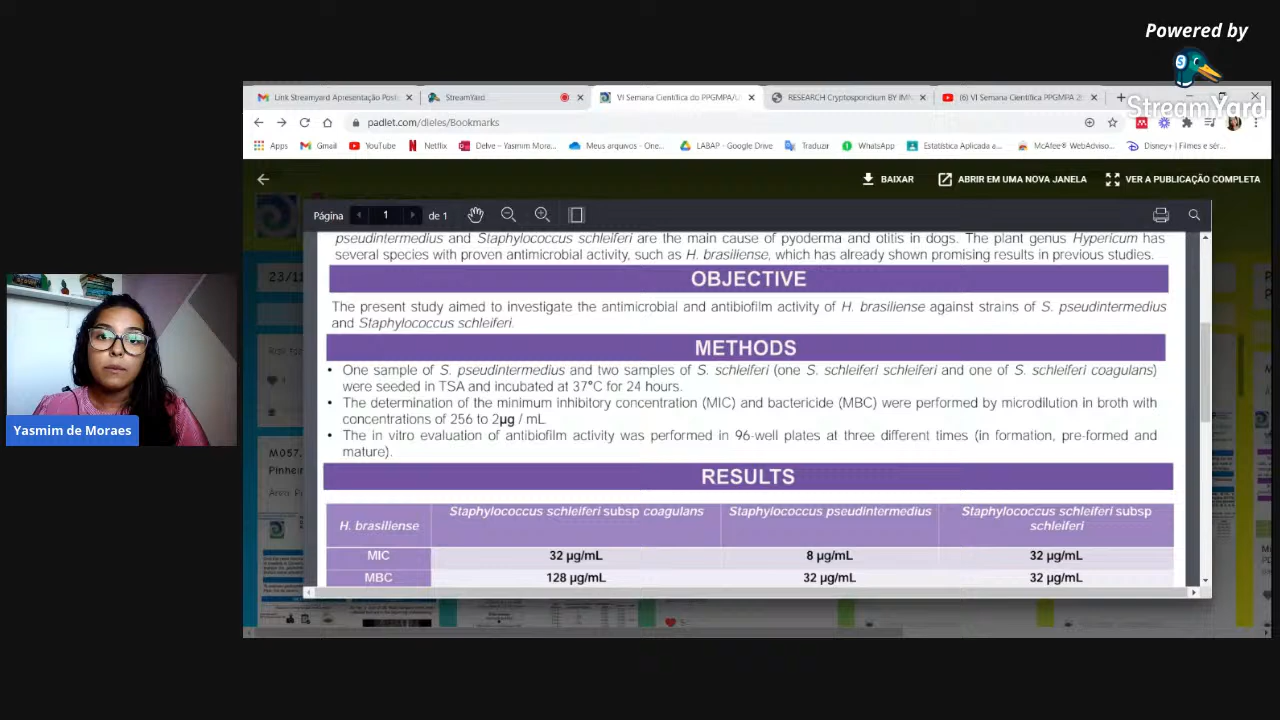 Powered by
StreamYard
Link Streamyard Apresentação Post
StreamYard
VI Semana Científica do PPGMPA/U
RESEARCH Cryptosporidium BY IMN
(6) VI Semana Científica PPGMPA 2
padlet.com/dleles/Bookmarks
Apps
Gmail
YouTube
Netflix
Delve – Yasmim Mora...
Meus arquivos – One...
LABAP - Google Drive
Traduzir
WhatsApp
Estatística Aplicada a...
McAfee® WebAdviso...
Disney+ | Filmes e sér...
BAIXAR
ABRIR EM UMA NOVA JANELA
VER A PUBLICAÇÃO COMPLETA
Página 1 de 1
pseudintermedius and Staphylococcus schleiferi are the main cause of pyoderma and otitis in dogs. The plant genus Hypericum has
several species with proven antimicrobial activity, such as H. brasiliense, which has already shown promising results in previous studies.
OBJECTIVE
The present study aimed to investigate the antimicrobial and antibiofilm activity of H. brasiliense against strains of S. pseudintermedius
and Staphylococcus schleiferi.
METHODS
• One sample of S. pseudintermedius and two samples of S. schleiferi (one S. schleiferi schleiferi and one of S. schleiferi coagulans)
were seeded in TSA and incubated at 37°C for 24 hours.
• The determination of the minimum inhibitory concentration (MIC) and bactericide (MBC) were performed by microdilution in broth with
concentrations of 256 to 2µg / mL.
• The in vitro evaluation of antibiofilm activity was performed in 96-well plates at three different times (in formation, pre-formed and
mature).
RESULTS
H. brasiliense
Staphylococcus schleiferi subsp coagulans
Staphylococcus pseudintermedius
Staphylococcus schleiferi subsp
schleiferi
MIC 32 µg/mL 8 µg/mL 32 µg/mL
MBC 128 µg/mL 32 µg/mL 32 µg/mL
23/11
M057.
Pinhei
Yasmim de Moraes